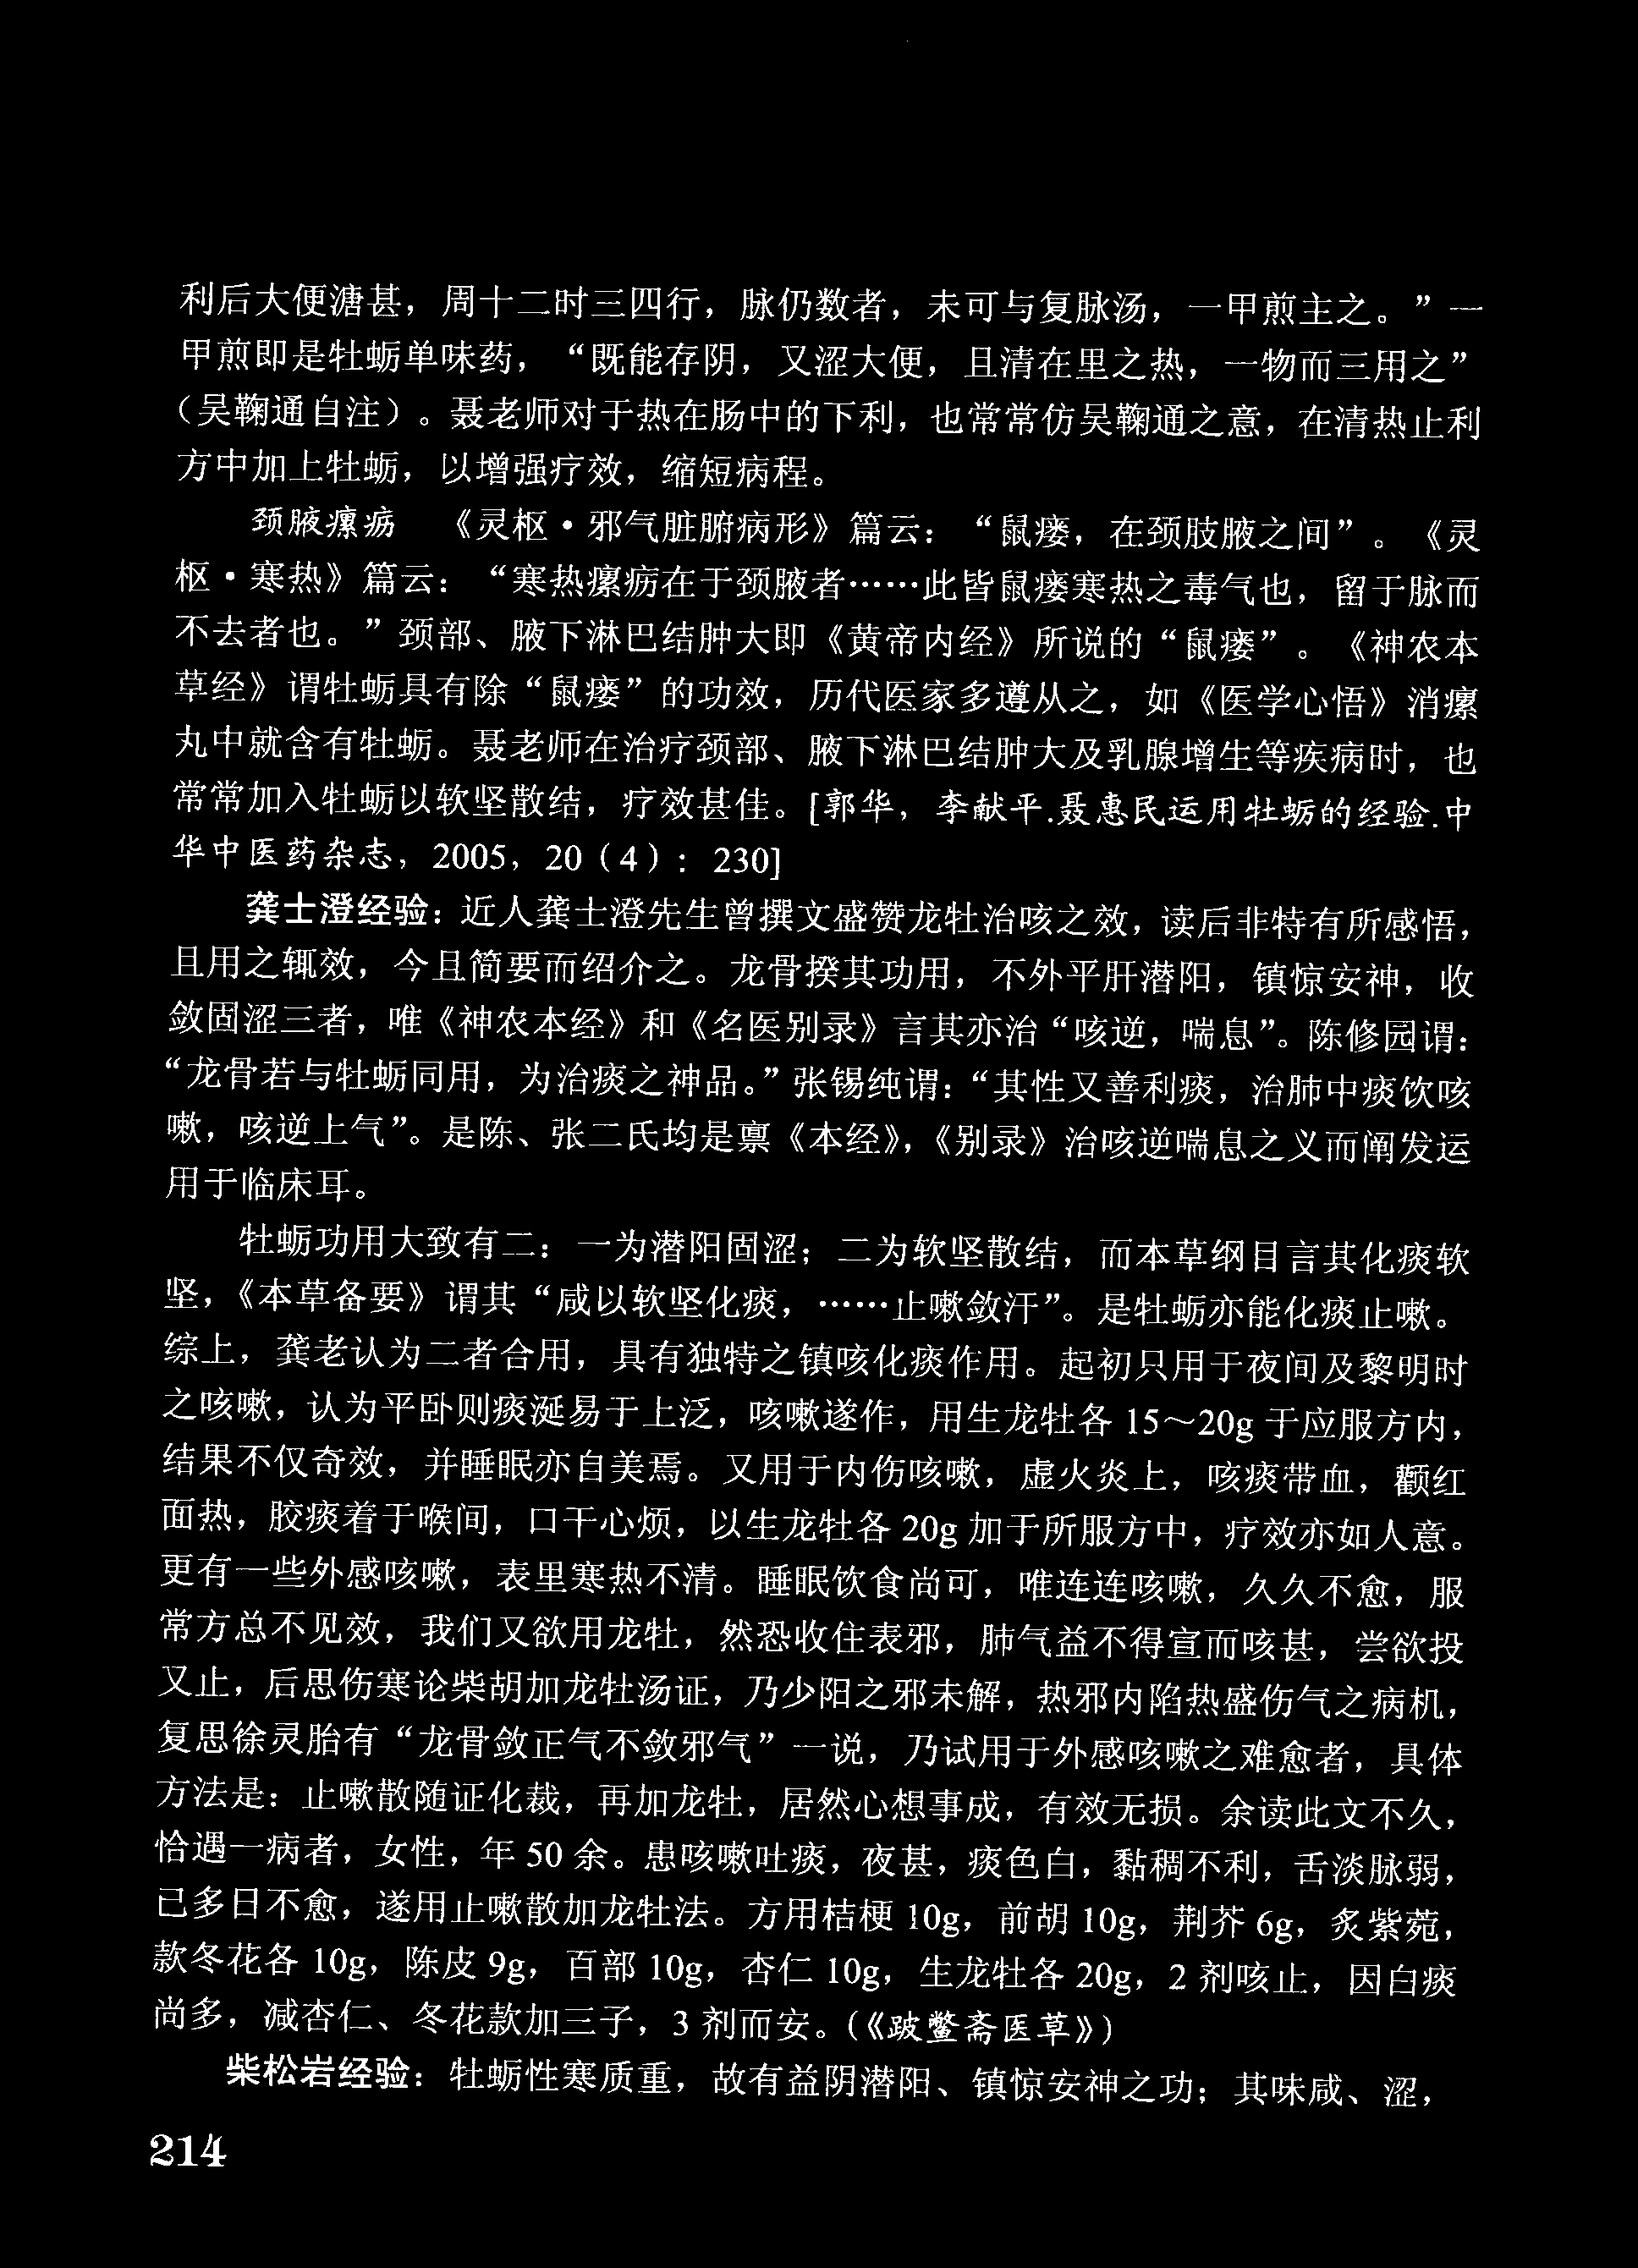 利后大便溏甚，周十二时三四行，脉仍数者，未可与复脉汤，一甲煎主之。”一
甲煎即是牡蛎单味药，“既能存阴，又涩大便，且清在里之热，一物而三用之”
（吴鞠通自注）。聂老师对于热在肠中的下利，也常常仿吴鞠通之意，在清热止利
方中加上牡蛎，以增强疗效，缩短病程。
颈腋瘰疬　《灵枢·邪气脏腑病形》篇云：“鼠瘘，在颈肢腋之间”。《灵
枢·寒热》篇云：“寒热瘰疬在于颈腋者……此皆鼠瘘寒热之毒气也，留于脉而
不去者也。”颈部、腋下淋巴结肿大即《黄帝内经》所说的“鼠瘘”。《神农本
草经》谓牡蛎具有除“鼠瘘”的功效，历代医家多遵从之，如《医学心悟》消瘰
丸中就含有牡蛎。聂老师在治疗颈部、腋下淋巴结肿大及乳腺增生等疾病时，也
常常加入牡蛎以软坚散结，疗效甚佳。[郭华，李献平.聂惠民运用牡蛎的经验.中
华中医药杂志，2005，20（4）：230]
龚士澄经验：近人龚士澄先生曾撰文盛赞龙牡治咳之效，读后非特有所感悟，
且用之辄效，今且简要而绍介之。龙骨揆其功用，不外平肝潜阳，镇惊安神，收
敛固涩三者，唯《神农本经》和《名医别录》言其亦治“咳逆，喘息”。陈修园谓：
“龙骨若与牡蛎同用，为治痰之神品。”张锡纯谓：“其性又善利痰，治肺中痰饮咳
嗽，咳逆上气”。是陈、张二氏均是禀《本经》，《别录》治咳逆喘息之义而阐发运
用于临床耳。
牡蛎功用大致有二：一为潜阳固涩；二为软坚散结，而本草纲目言其化痰软
坚，《本草备要》谓其“咸以软坚化痰，……止嗽敛汗”。是牡蛎亦能化痰止嗽。
综上，龚老认为二者合用，具有独特之镇咳化痰作用。起初只用于夜间及黎明时
之咳嗽，认为平卧则痰涎易于上泛，咳嗽遂作，用生龙牡各 15～20g 于应服方内，
结果不仅奇效，并睡眠亦自美焉。又用于内伤咳嗽，虚火炎上，咳痰带血，颧红
面热，胶痰着于喉间，口干心烦，以生龙牡各 20g 加于所服方中，疗效亦如人意。
更有一些外感咳嗽，表里寒热不清。睡眠饮食尚可，唯连连咳嗽，久久不愈，服
常方总不见效，我们又欲用龙牡，然恐收住表邪，肺气益不得宣而咳甚，尝欲投
又止，后思伤寒论柴胡加龙牡汤证，乃少阳之邪未解，热邪内陷热盛伤气之病机，
复思徐灵胎有“龙骨敛正气不敛邪气”一说，乃试用于外感咳嗽之难愈者，具体
方法是：止嗽散随证化裁，再加龙牡，居然心想事成，有效无损。余读此文不久，
恰遇一病者，女性，年 50 余。患咳嗽吐痰，夜甚，痰色白，黏稠不利，舌淡脉弱，
已多日不愈，遂用止嗽散加龙牡法。方用桔梗 10g，前胡 10g，荆芥 6g，炙紫菀，
款冬花各 10g，陈皮 9g，百部 10g，杏仁 10g，生龙牡各 20g，2 剂咳止，因白痰
尚多，减杏仁、冬花款加三子，3 剂而安。（《跛鳖斋医草》）
柴松岩经验：牡蛎性寒质重，故有益阴潜阳、镇惊安神之功；其味咸、涩，
214